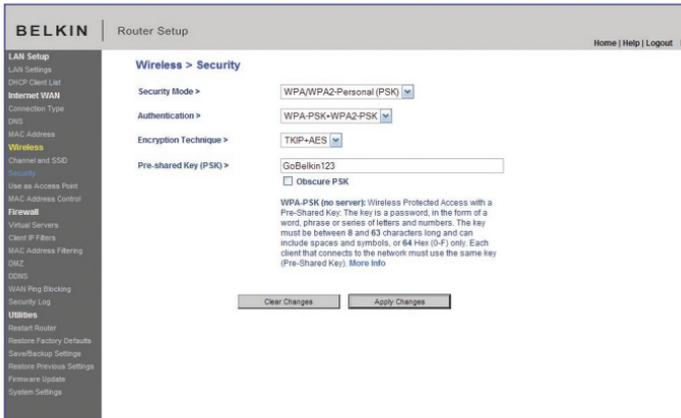 BELKIN
Router Setup
Home | Help | Logout
LAN Setup
LAN Settings
DHCP Client List
Internet WAN
Connection Type
DNS
MAC Address
Wireless
Channel and SSID
Security
Use as Access Point
MAC Address Control
Firewall
Virtual Servers
Client IP Filters
MAC Address Filtering
DMZ
DDNS
WAN Ping Blocking
Security Log
Utilities
Restart Router
Restore Factory Defaults
Save/Backup Settings
Restore Previous Settings
Firmware Update
System Settings
Wireless > Security
Security Mode > WPA/WPA2-Personal (PSK)
Authentication > WPA-PSK+WPA2-PSK
Encryption Technique > TKIP+AES
Pre-shared Key (PSK) > GoBelkin123
Obscure PSK
WPA-PSK (no server): Wireless Protected Access with a
Pre-Shared Key: The key is a password, in the form of a
word, phrase or series of letters and numbers. The key
must be between 8 and 63 characters long and can
include spaces and symbols, or 64 Hex (0-F) only. Each
client that connects to the network must use the same key
(Pre-Shared Key). More Info
Clear Changes Apply Changes